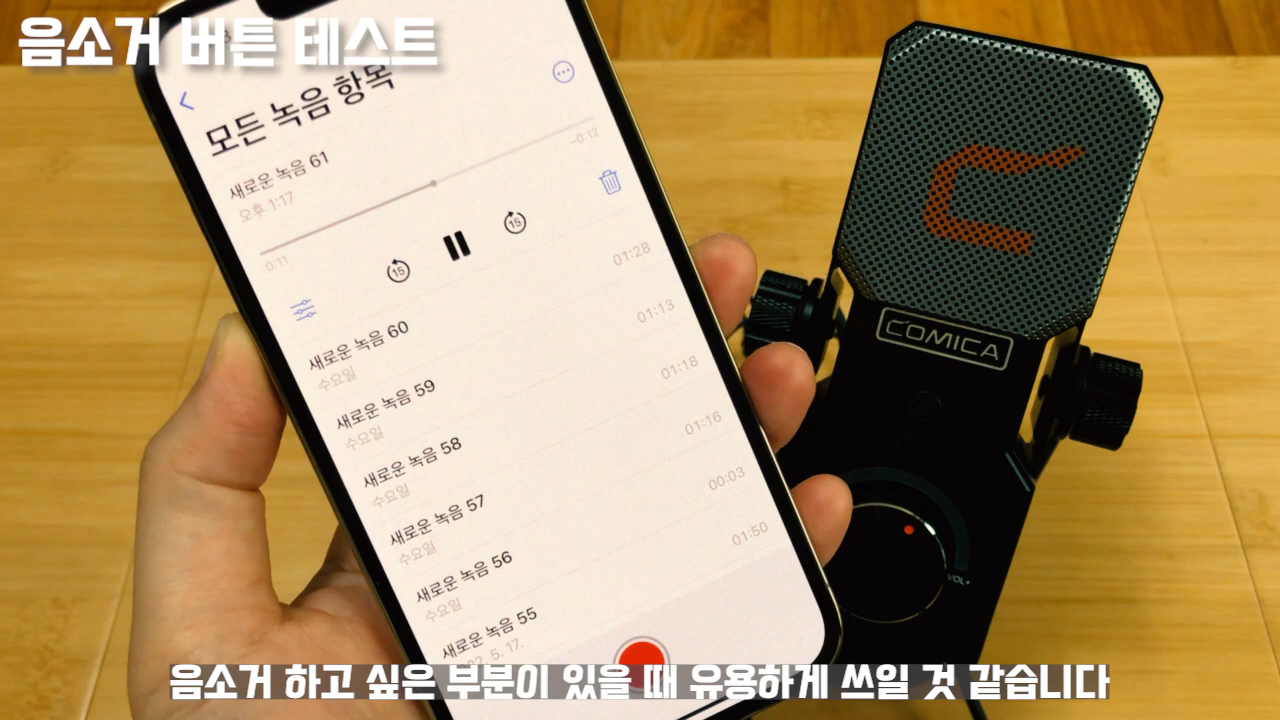 음소거 버튼 테스트
모든 녹음 항목
새로운 녹음 61
오후 1:17
0:11
-0:12
15
15
새로운 녹음 60
수요일
01:28
새로운 녹음 59
수요일
01:13
새로운 녹음 58
수요일
01:18
새로운 녹음 57
수요일
01:16
새로운 녹음 56
수요일
00:03
새로운 녹음 55
22. 5. 17.
01:50
COMICA
VOL+
음소거 하고 싶은 부분이 있을 때 유용하게 쓰일 것 같습니다